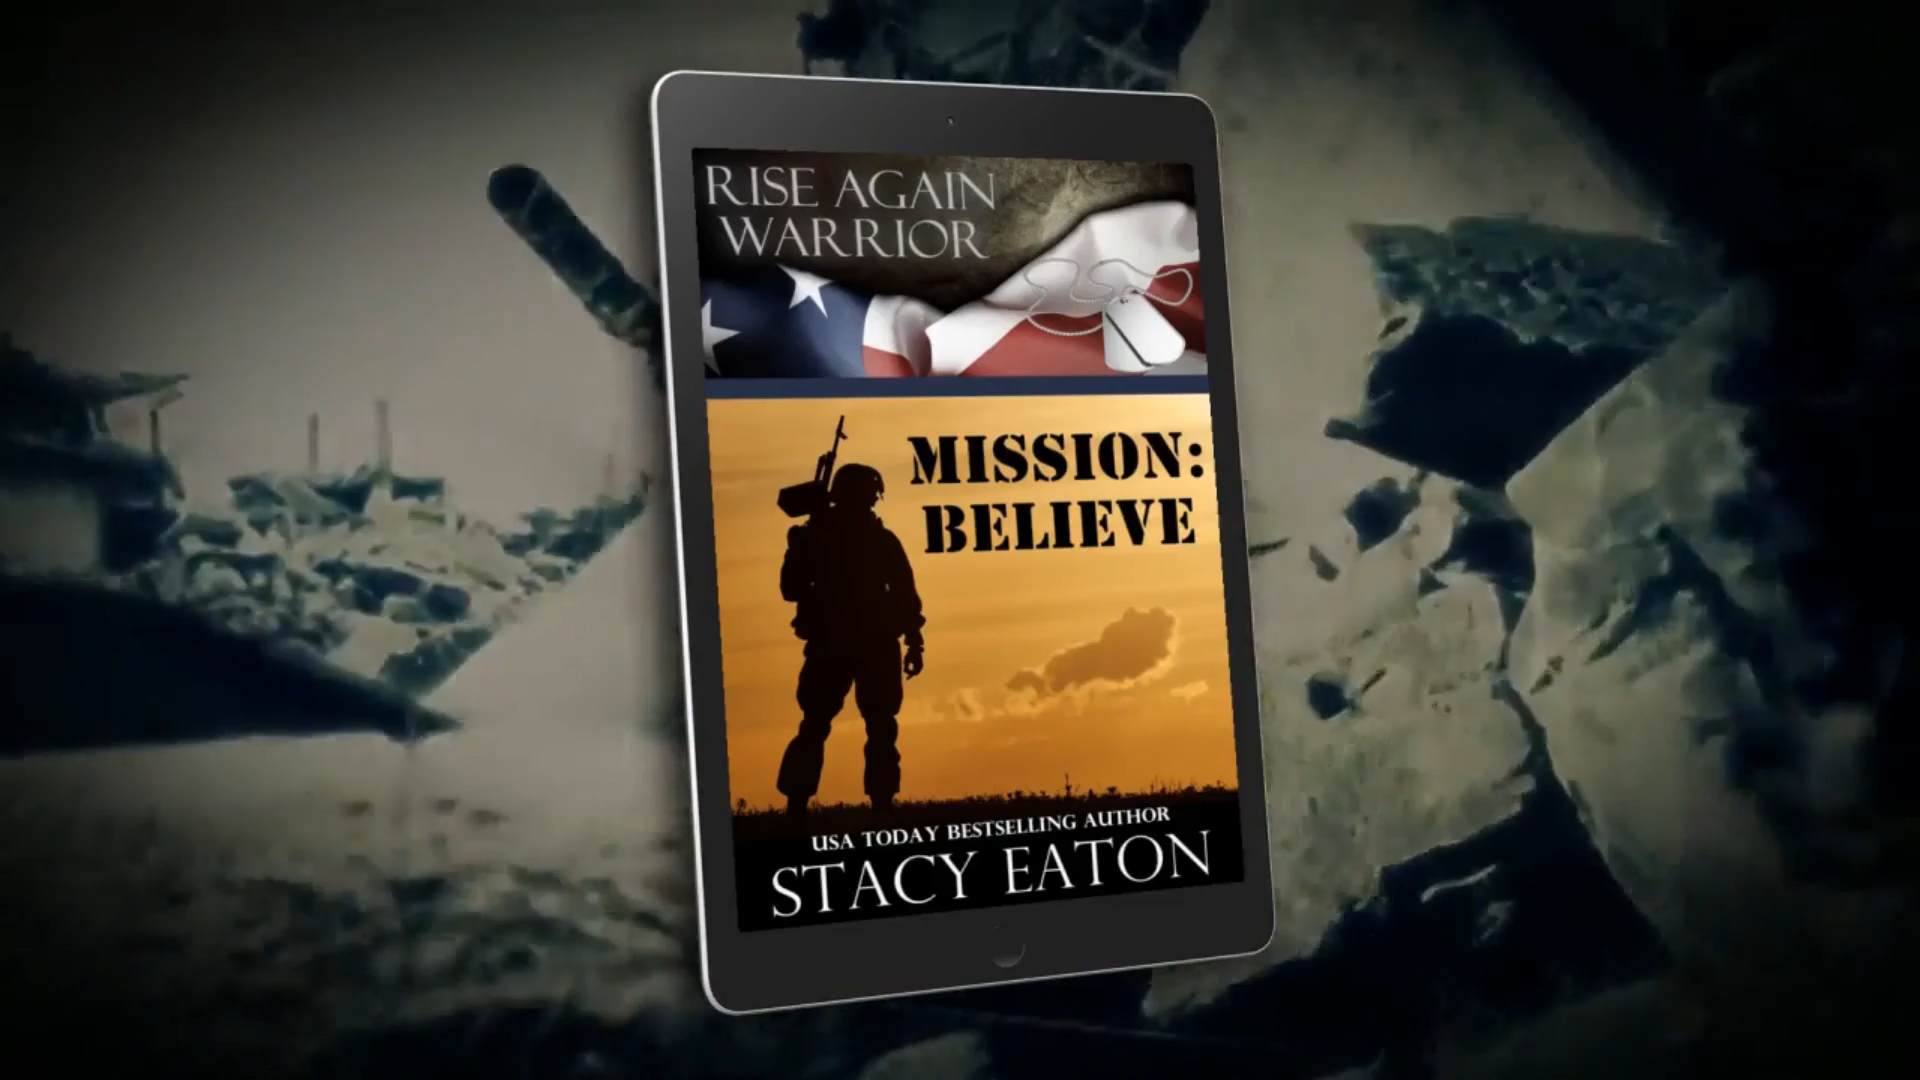 RISE AGAIN
WARRIOR
MISSION:
BELIEVE
USA TODAY BESTSELLING AUTHOR
STACY EATON